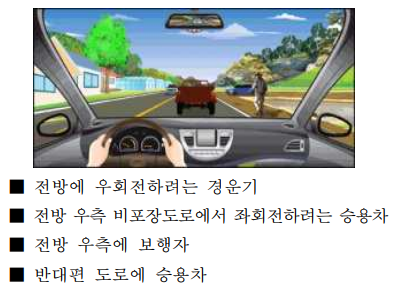 ■ 전방에 우회전하려는 경운기
■ 전방 우측 비포장도로에서 좌회전하려는 승용차
■ 전방 우측에 보행자
■ 반대편 도로에 승용차